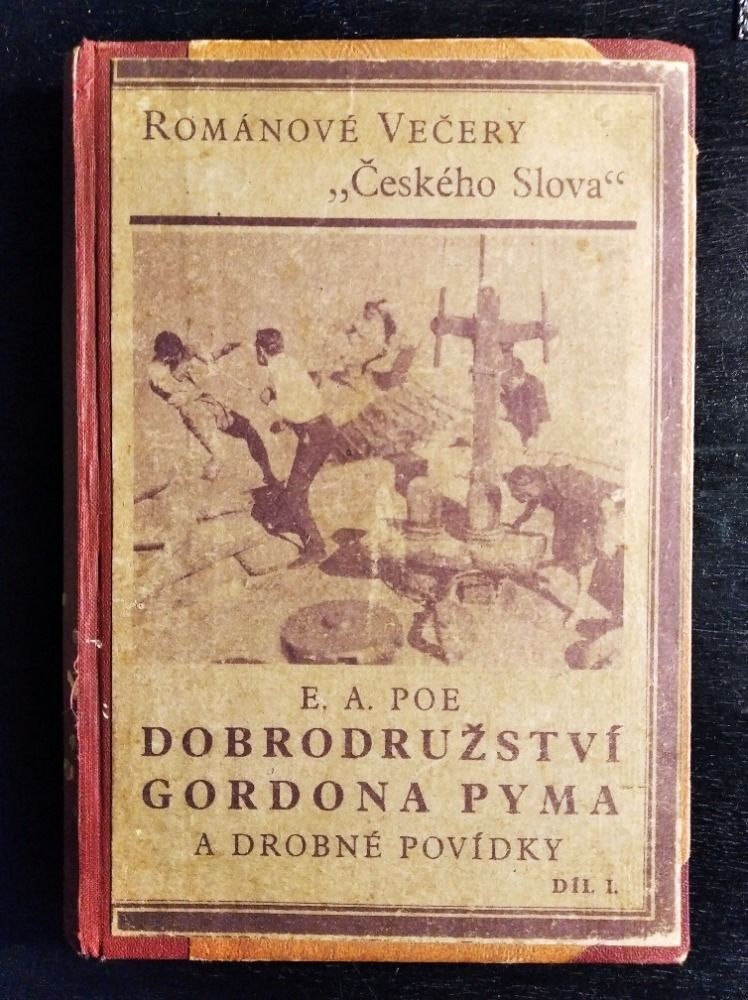 Románové Večery
„Českého Slova“
E. A. POE
DOBRODRUŽSTVÍ
GORDONA PYMA
A DROBNÉ POVÍDKY
DÍL I.